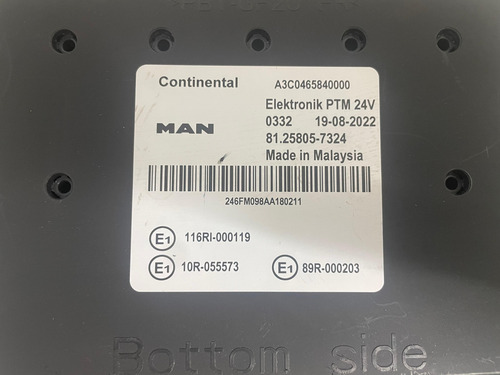 Continental A3C0465840000
Elektronik PTM 24V
MAN 0332 19-08-2022
81.25805-7324
Made in Malaysia
246FM098AA180211
E1 116RI-000119
E1 10R-055573 E1 89R-000203
Bottom side